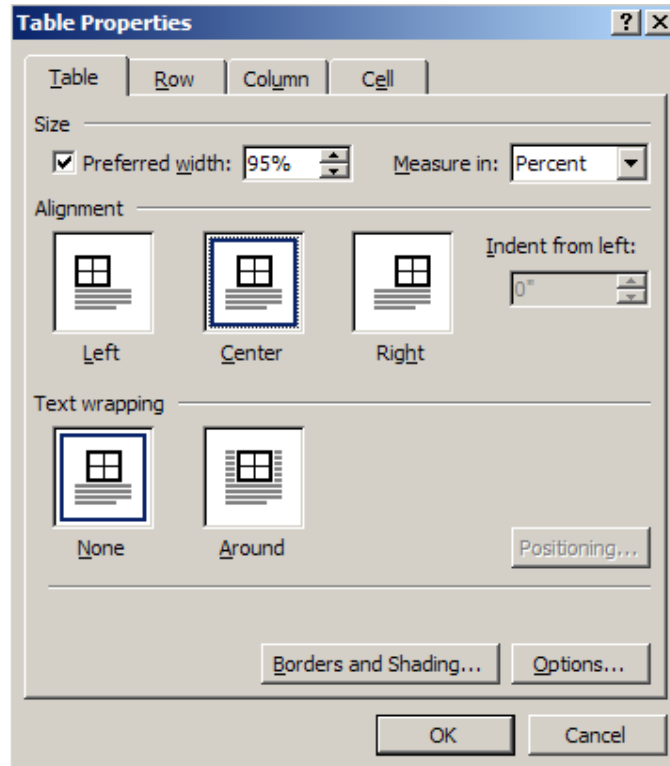 Table Properties ? X
Table Row Column Cell
Size
Preferred width: 95% Measure in: Percent
Alignment
Indent from left:
0"
Left Center Right
Text wrapping
None Around Positioning...
Borders and Shading... Options...
OK Cancel